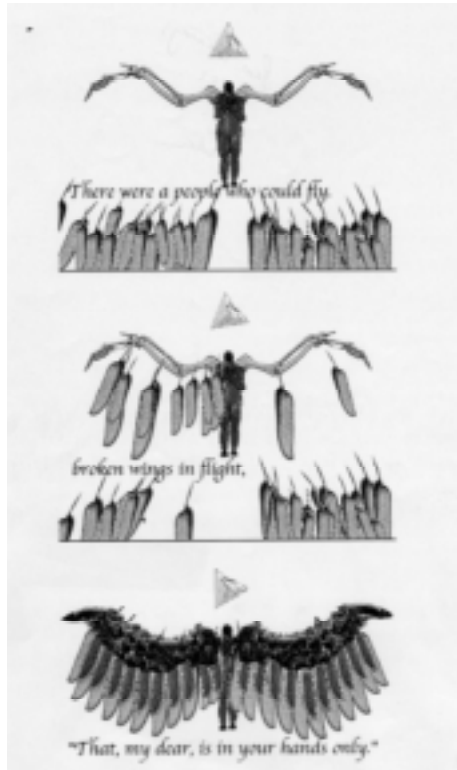 There were a people who could fly.
broken wings in flight,
"That, my dear, is in your hands only."